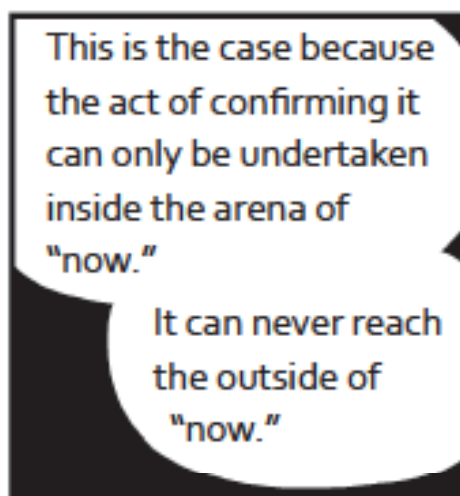 This is the case because
the act of confirming it
can only be undertaken
inside the arena of
“now.”
It can never reach
the outside of
“now.”